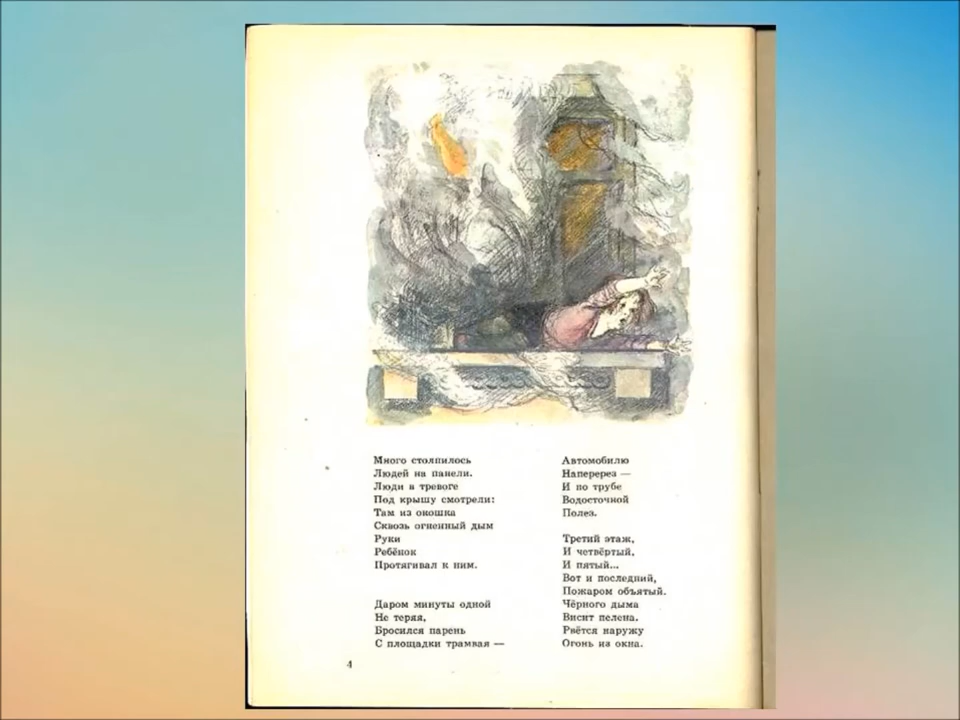 Много столпилось
Людей на панели.
Люди в тревоге
Под крышу смотрели:
Там из окошка
Сквозь огненный дым
Руки
Ребёнок
Протягивал к ним.
Даром минуты одной
Не теряя,
Бросился парень
С площадки трамвая —
Автомобилю
Наперерез —
И по трубе
Водосточной
Полез.
Третий этаж,
И четвёртый,
И пятый...
Вот и последний,
Пожаром объятый.
Чёрного дыма
Висит пелена.
Рвётся наружу
Огонь из окна.
4